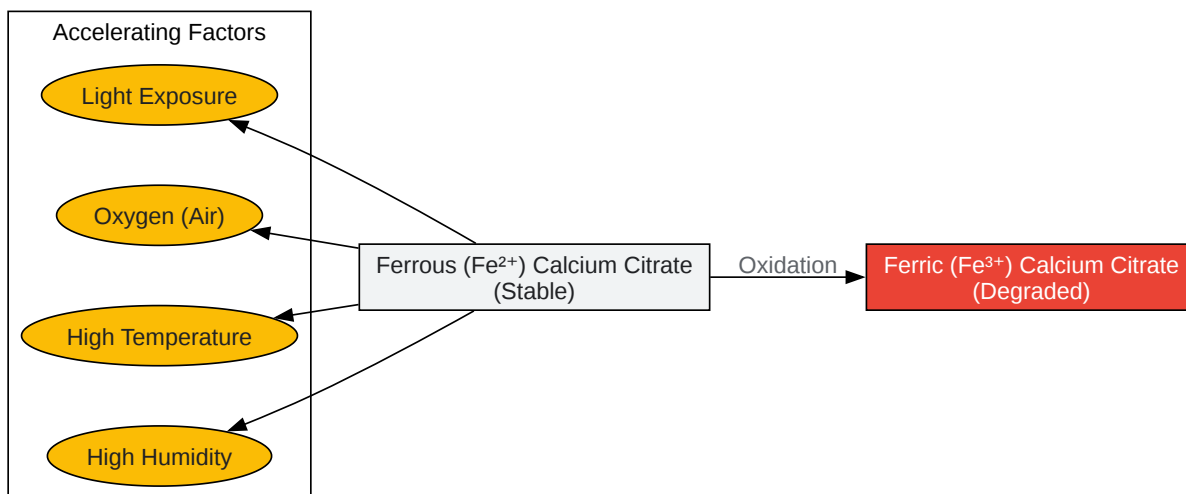 Accelerating Factors
Light Exposure
Oxygen (Air)
High Temperature
High Humidity
Ferrous (Fe²⁺) Calcium Citrate
(Stable)
Oxidation
Ferric (Fe³⁺) Calcium Citrate
(Degraded)